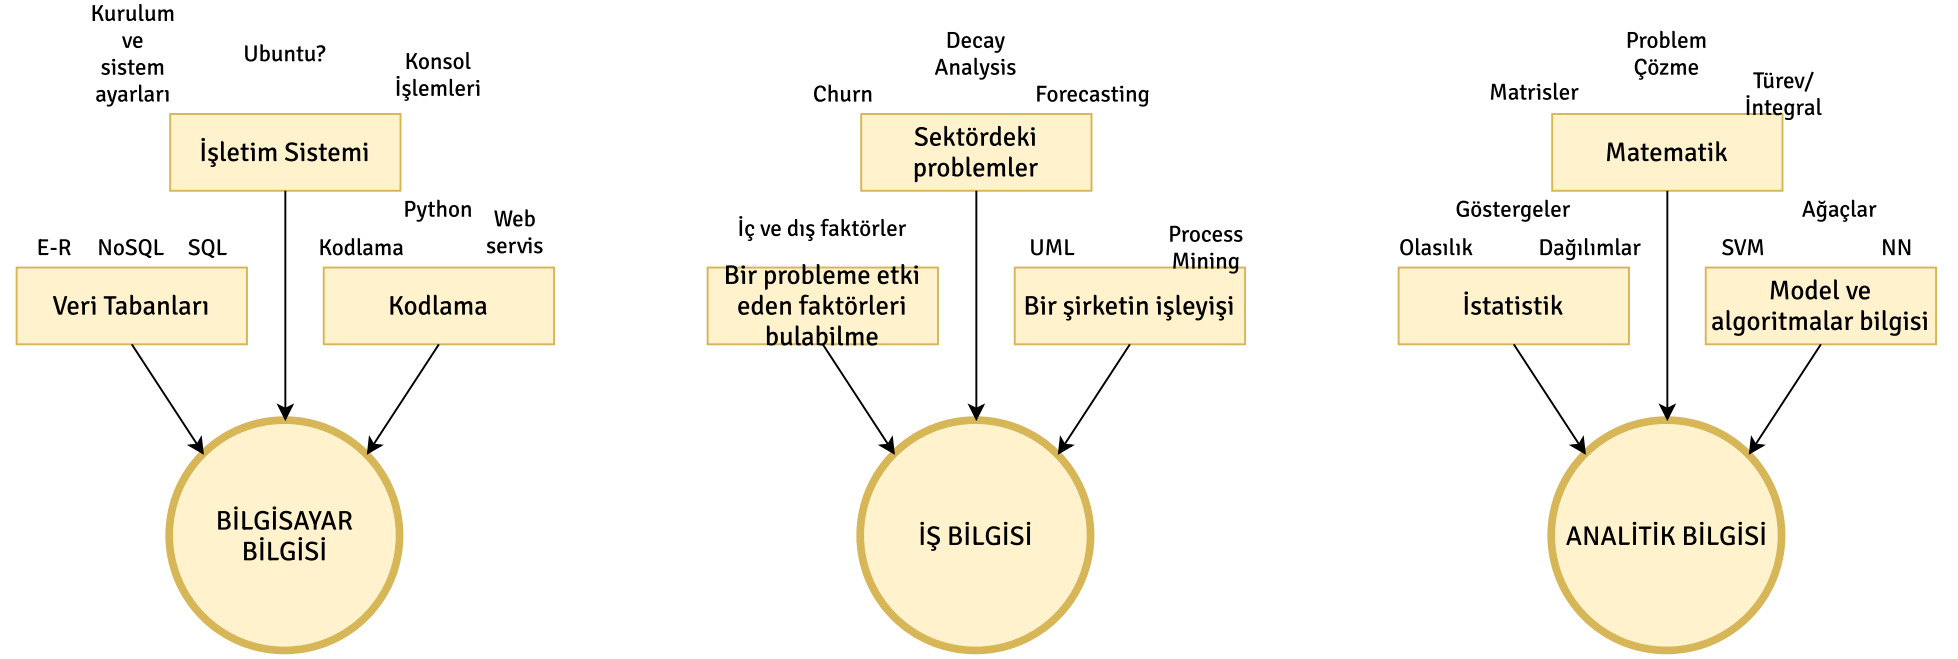 Kurulum
ve
sistem
ayarları
Ubuntu?
Konsol
İşlemleri
İşletim Sistemi
E-R
NoSQL
SQL
Veri Tabanları
Kodlama
Python
Web
servis
Kodlama
BİLGİSAYAR
BİLGİSİ
Churn
Decay
Analysis
Forecasting
Sektördeki
problemler
İç ve dış faktörler
Bir probleme etki
eden faktörleri
bulabilme
UML
Process
Mining
Bir şirketin işleyişi
İŞ BİLGİSİ
Matrisler
Problem
Çözme
Türev/
İntegral
Matematik
Olasılık
Göstergeler
Dağılımlar
İstatistik
SVM
Ağaçlar
NN
Model ve
algoritmalar bilgisi
ANALİTİK BİLGİSİ